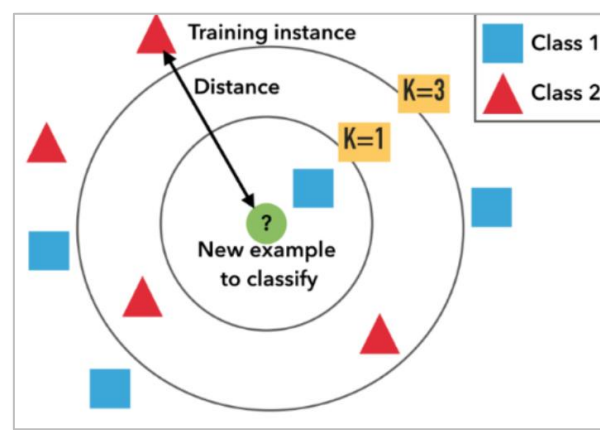 Training instance
Class 1
Distance
K=3
Class 2
K=1
?
New example
to classify